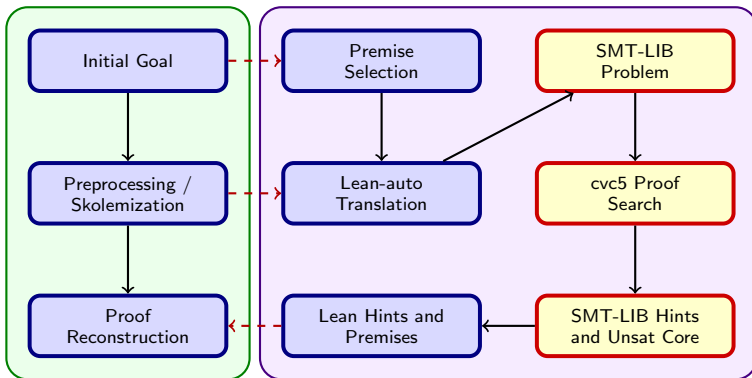 Initial Goal
Premise
Selection
SMT-LIB
Problem
Preprocessing /
Skolemization
Lean-auto
Translation
cvc5 Proof
Search
Proof
Reconstruction
Lean Hints and
Premises
SMT-LIB Hints
and Unsat Core